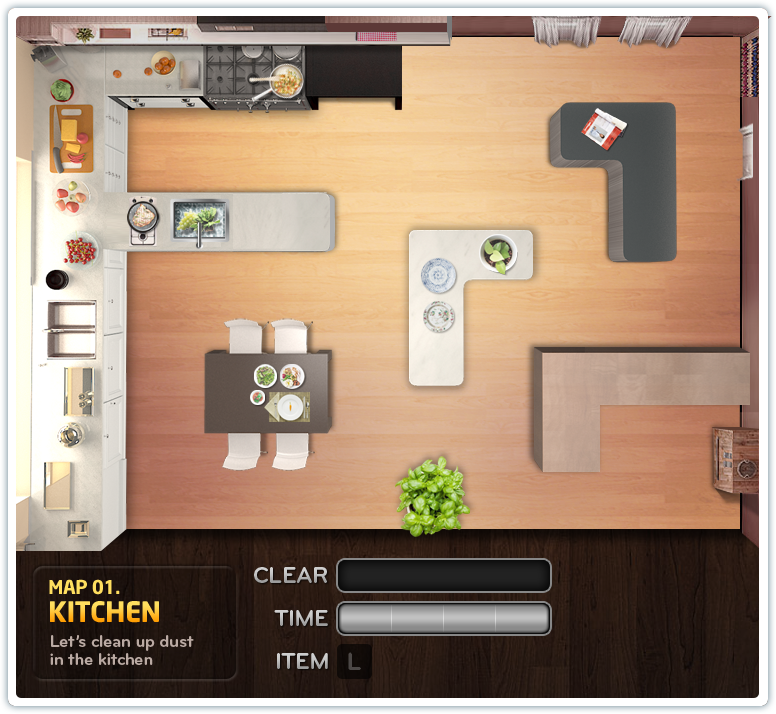 MAP 01.
KITCHEN
Let's clean up dust
in the kitchen
CLEAR
TIME
ITEM L